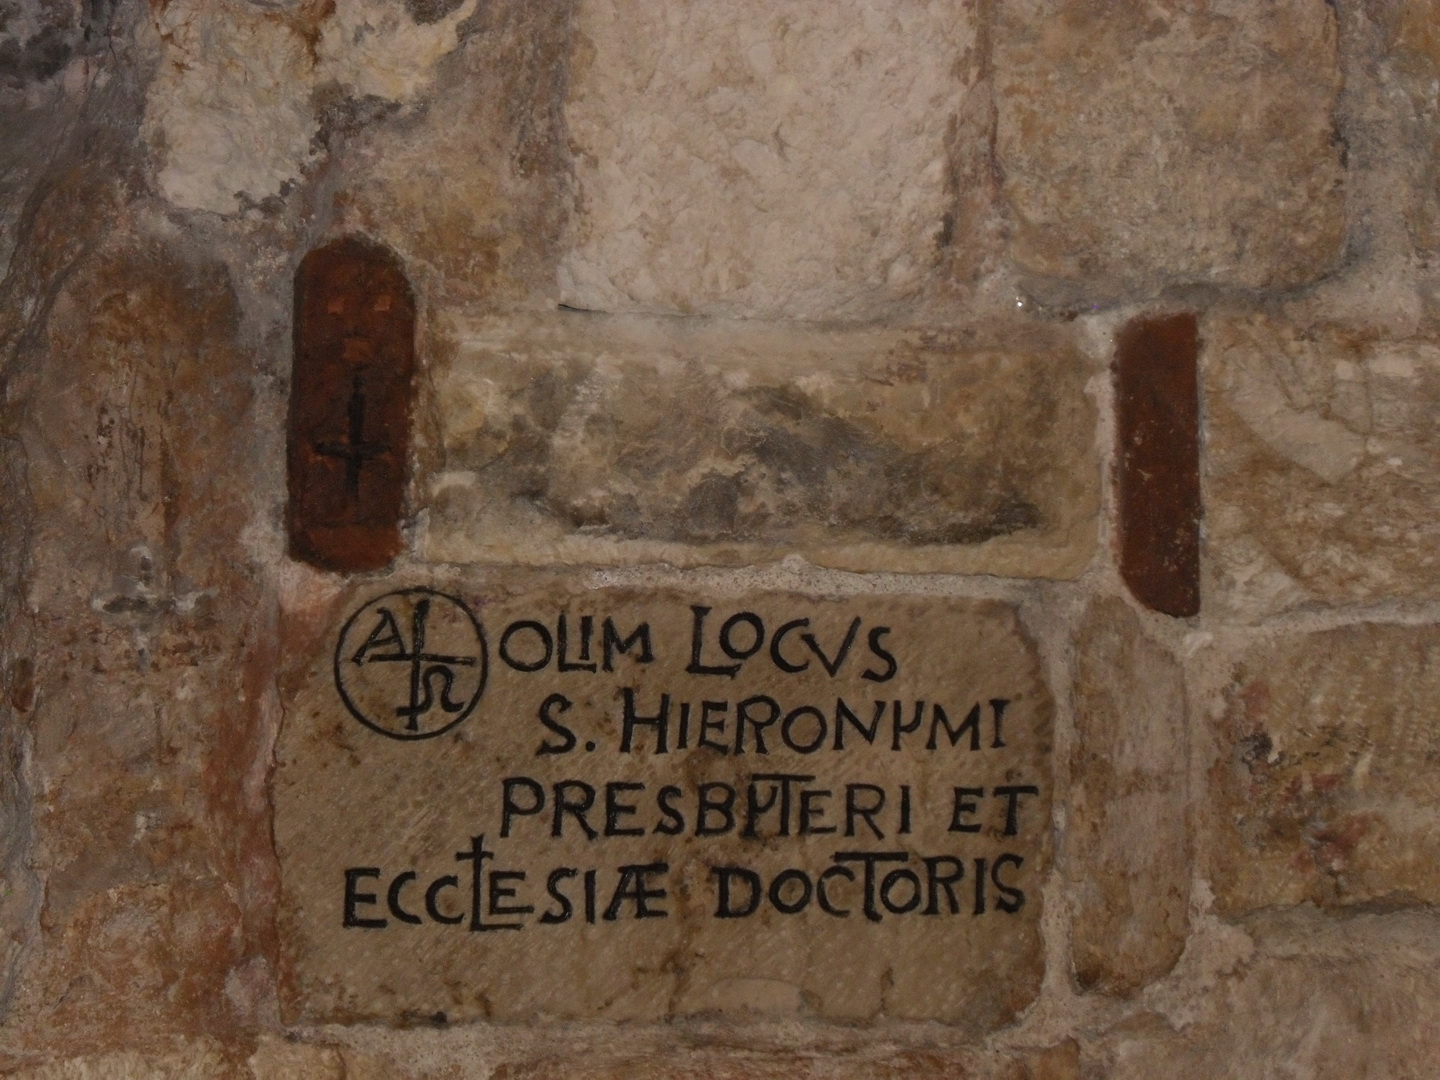 A Ω OLIM LOCVS
S. HIERONYMI
PRESBYTERI ET
ECCLESIÆ DOCTORIS